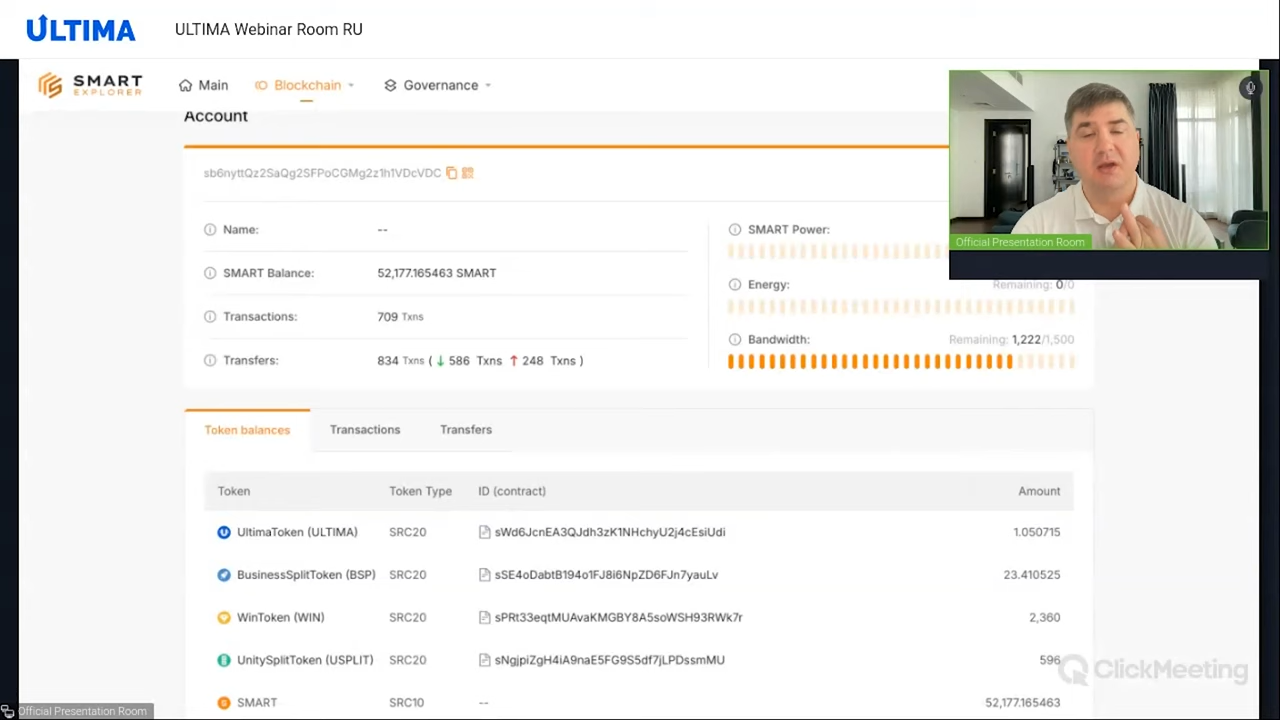 ULTIMA
ULTIMA Webinar Room RU
SMART EXPLORER
Main
Blockchain
Governance
Account
sb6nyttQz2SaQg2SFPoCGMg2z1h1VDcVDC
Name:
--
SMART Power:
SMART Balance:
52,177.165463 SMART
Energy:
Remaining: 0/0
Transactions:
709 Txns
Bandwidth:
Remaining: 1,222/1,500
Transfers:
834 Txns ( ↓ 586 Txns ↑ 248 Txns )
Official Presentation Room
Token balances
Transactions
Transfers
Token
Token Type
ID (contract)
Amount
UltimaToken (ULTIMA)
SRC20
sWd6JcnEA3QJdh3zK1NHchyU2j4cEsiUdi
1.050715
BusinessSplitToken (BSP)
SRC20
sSE4oDabtB194o1FJ8i6NpZD6FJn7yauLv
23.410525
WinToken (WIN)
SRC20
sPRt33eqtMUAvaKMGBY8A5soWSH93RWk7r
2,360
UnitySplitToken (USPLIT)
SRC20
sNgjpiZgH4iA9naE5FG9S5df7jLPDssmMU
596
ClickMeeting
SMART
SRC10
--
52,177.165463
Official Presentation Room